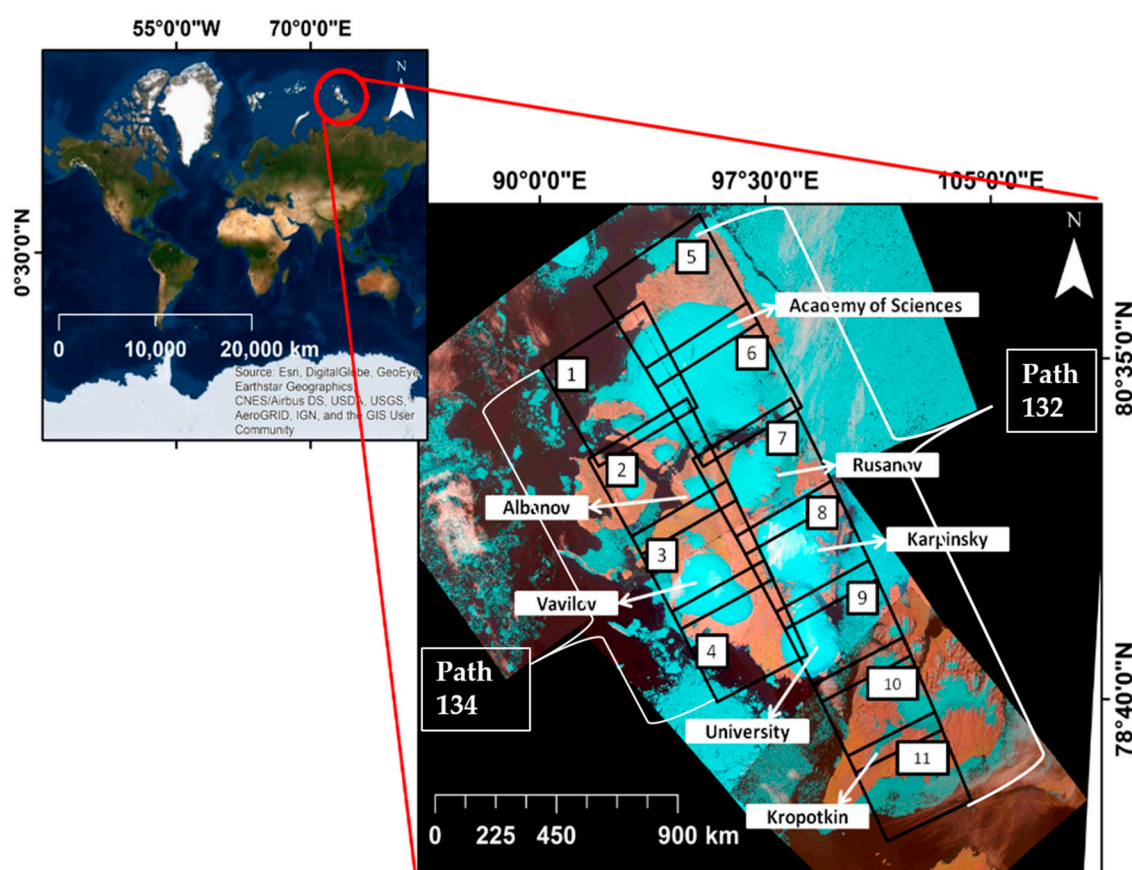 55°0'0"W 70°0'0"E
N
0°30'0"N
0 10,000 20,000 km
Source: Esri, DigitalGlobe, GeoEye,
Earthstar Geographics,
CNES/Airbus DS, USDA, USGS,
AeroGRID, IGN, and the GIS User
Community
90°0'0"E 97°30'0"E 105°0'0"E
N
5
Academy of Sciences
6
1
80°35'0"N
Path
132
7
2
Rusanov
Albanov
8
Karpinsky
3
9
Vavilov
4
Path
134
10
78°40'0"N
University
11
Kropotkin
0 225 450 900 km